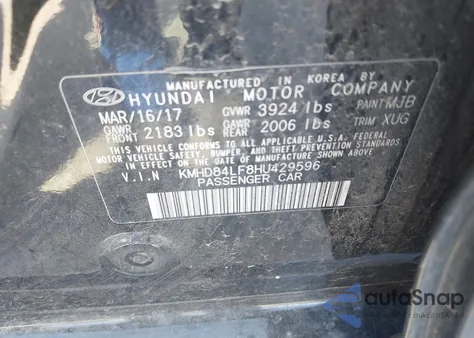 MANUFACTURED IN KOREA BY
HYUNDAI MOTOR COMPANY
MAR/16/17 GVWR 3924 lbs PAINT MJB
GAWR FRONT 2183 lbs GAWR REAR 2006 lbs TRIM XUG
THIS VEHICLE CONFORMS TO ALL APPLICABLE U.S.A. FEDERAL
MOTOR VEHICLE SAFETY, BUMPER, AND THEFT PREVENTION STANDARDS
IN EFFECT ON THE DATE OF MANUFACTURE SHOWN ABOVE.
V.I.N KMHD84LF8HU429596
PASSENGER CAR
autoSnap